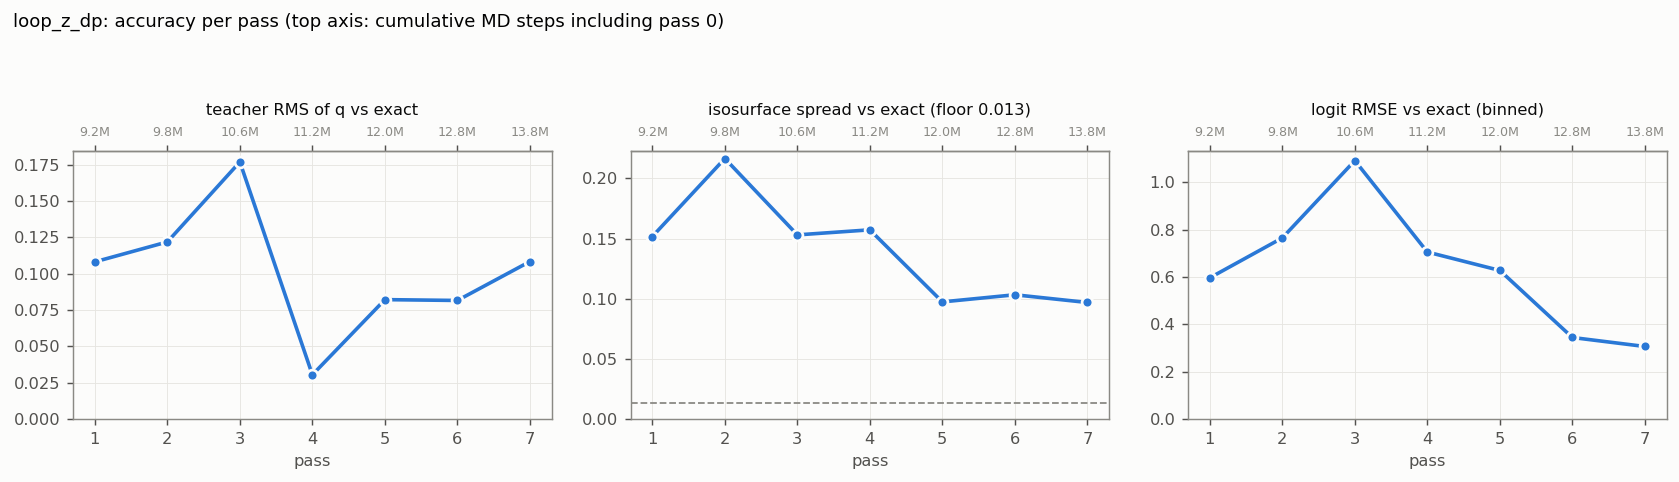 loop_z_dp: accuracy per pass (top axis: cumulative MD steps including pass 0)
teacher RMS of q vs exact
9.2M 9.8M 10.6M 11.2M 12.0M 12.8M 13.8M
0.175
0.150
0.125
0.100
0.075
0.050
0.025
0.000
1 2 3 4 5 6 7
pass
isosurface spread vs exact (floor 0.013)
9.2M 9.8M 10.6M 11.2M 12.0M 12.8M 13.8M
0.20
0.15
0.10
0.05
0.00
1 2 3 4 5 6 7
pass
logit RMSE vs exact (binned)
9.2M 9.8M 10.6M 11.2M 12.0M 12.8M 13.8M
1.0
0.8
0.6
0.4
0.2
0.0
1 2 3 4 5 6 7
pass